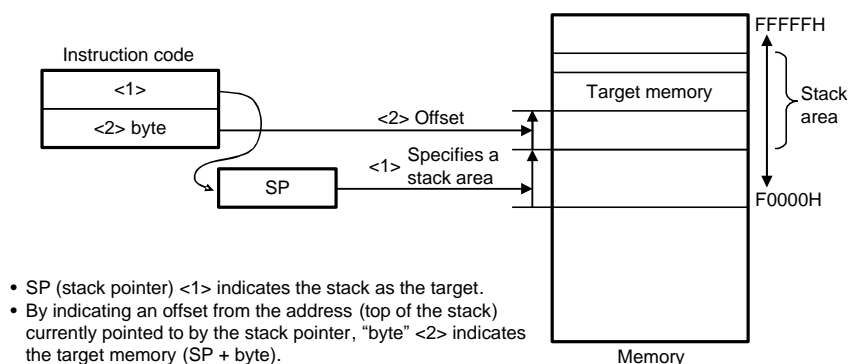 Instruction code
<1>
<2> byte
SP
<2> Offset
<1> Specifies a
stack area
Target memory
FFFFFH
Stack
area
F0000H
Memory
• SP (stack pointer) <1> indicates the stack as the target.
• By indicating an offset from the address (top of the stack)
currently pointed to by the stack pointer, “byte” <2> indicates
the target memory (SP + byte).